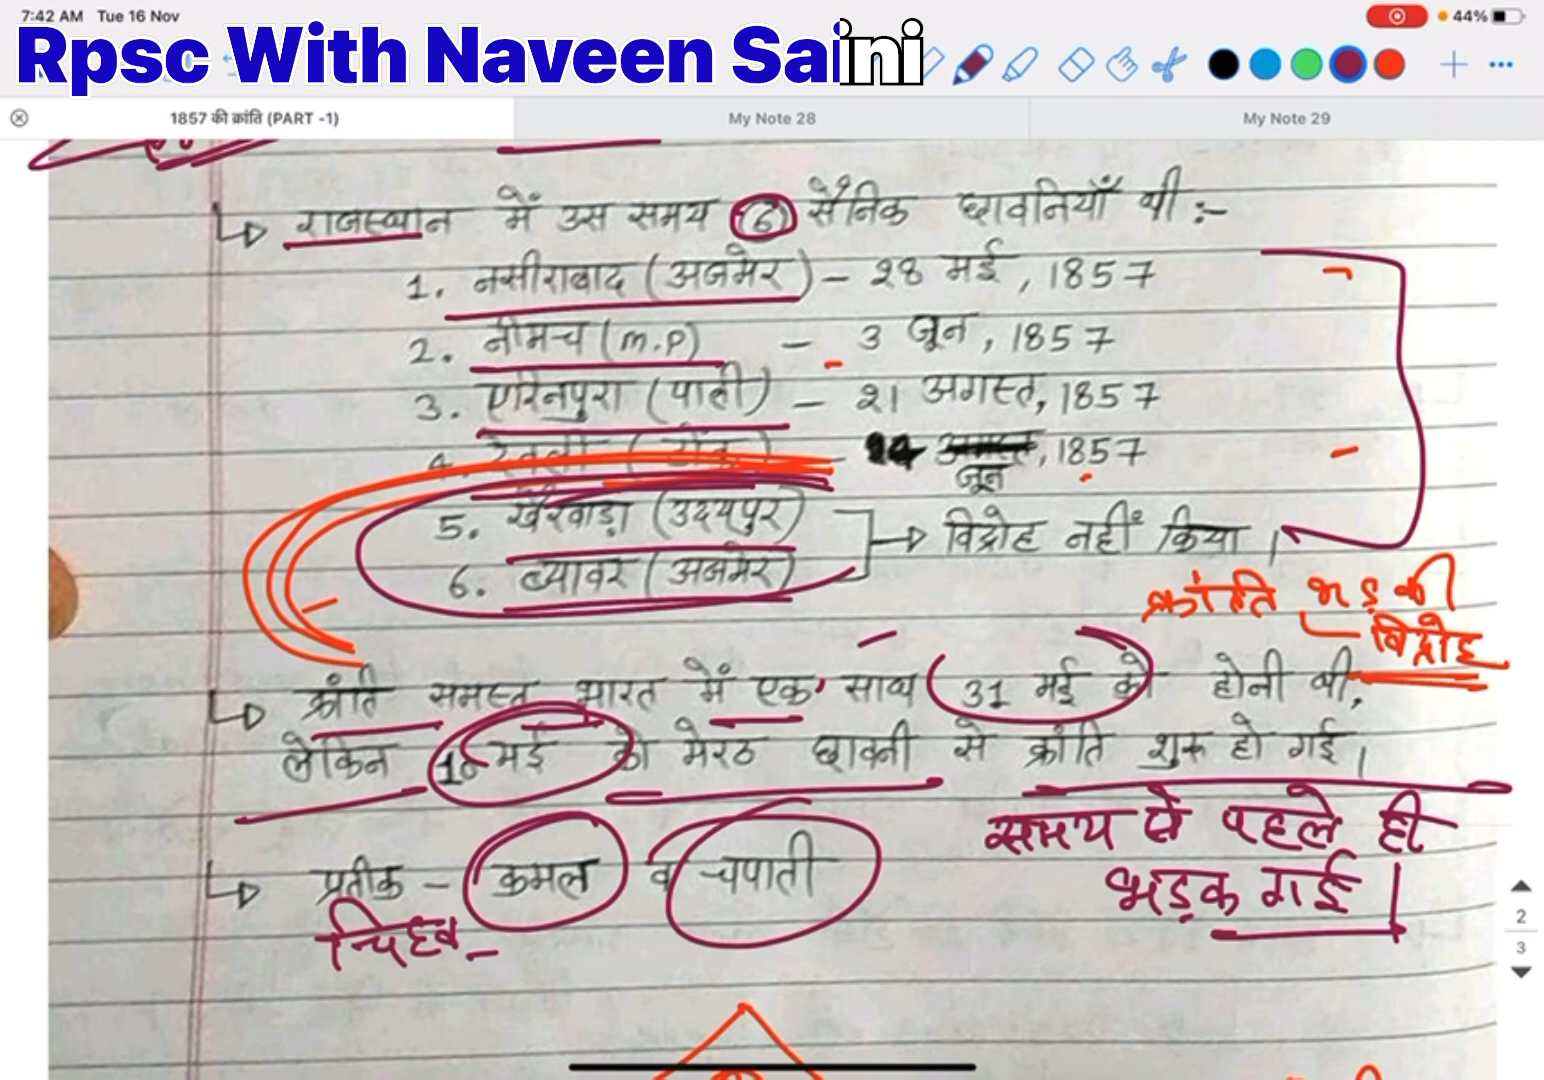 7:42 AM Tue 16 Nov
44%
Rpsc With Naveen Saini
1857 की क्रांति (PART -1)
My Note 28
My Note 29
राजस्थान में उस समय (6) सैनिक छावनियाँ थी :-
1. नसीराबाद (अजमेर) - 28 मई, 1857
2. नीमच (m.p) - 3 जून, 1857
3. एरिनपुरा (पाली) - 21 अगस्त, 1857
4. देवली (टोंक) - जून, 1857
5. खैरवाड़ा (उदयपुर)
6. ब्यावर (अजमेर)
विद्रोह नहीं किया।
क्रांति भड़की
विद्रोह
क्रांति समस्त भारत में एक साथ 31 मई को होनी थी,
लेकिन 10 मई को मेरठ छावनी से क्रांति शुरू हो गई।
समय से पहले ही
भड़क गई।
प्रतीक - कमल व चपाती
चिह्न -
2
3